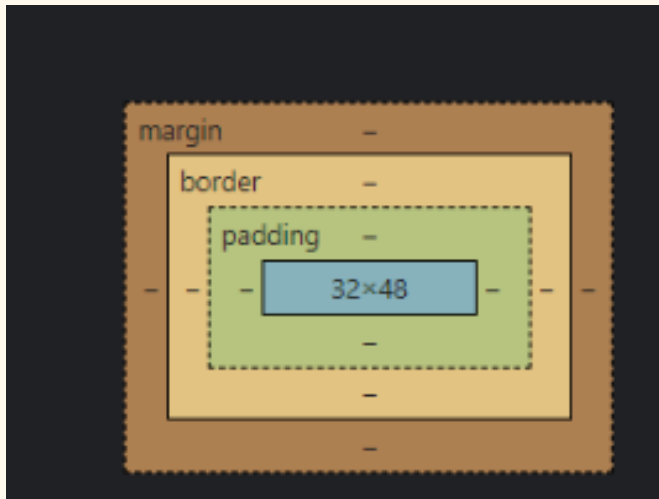 margin –
border –
padding –
– – – 32×48 – – –
–
–
–